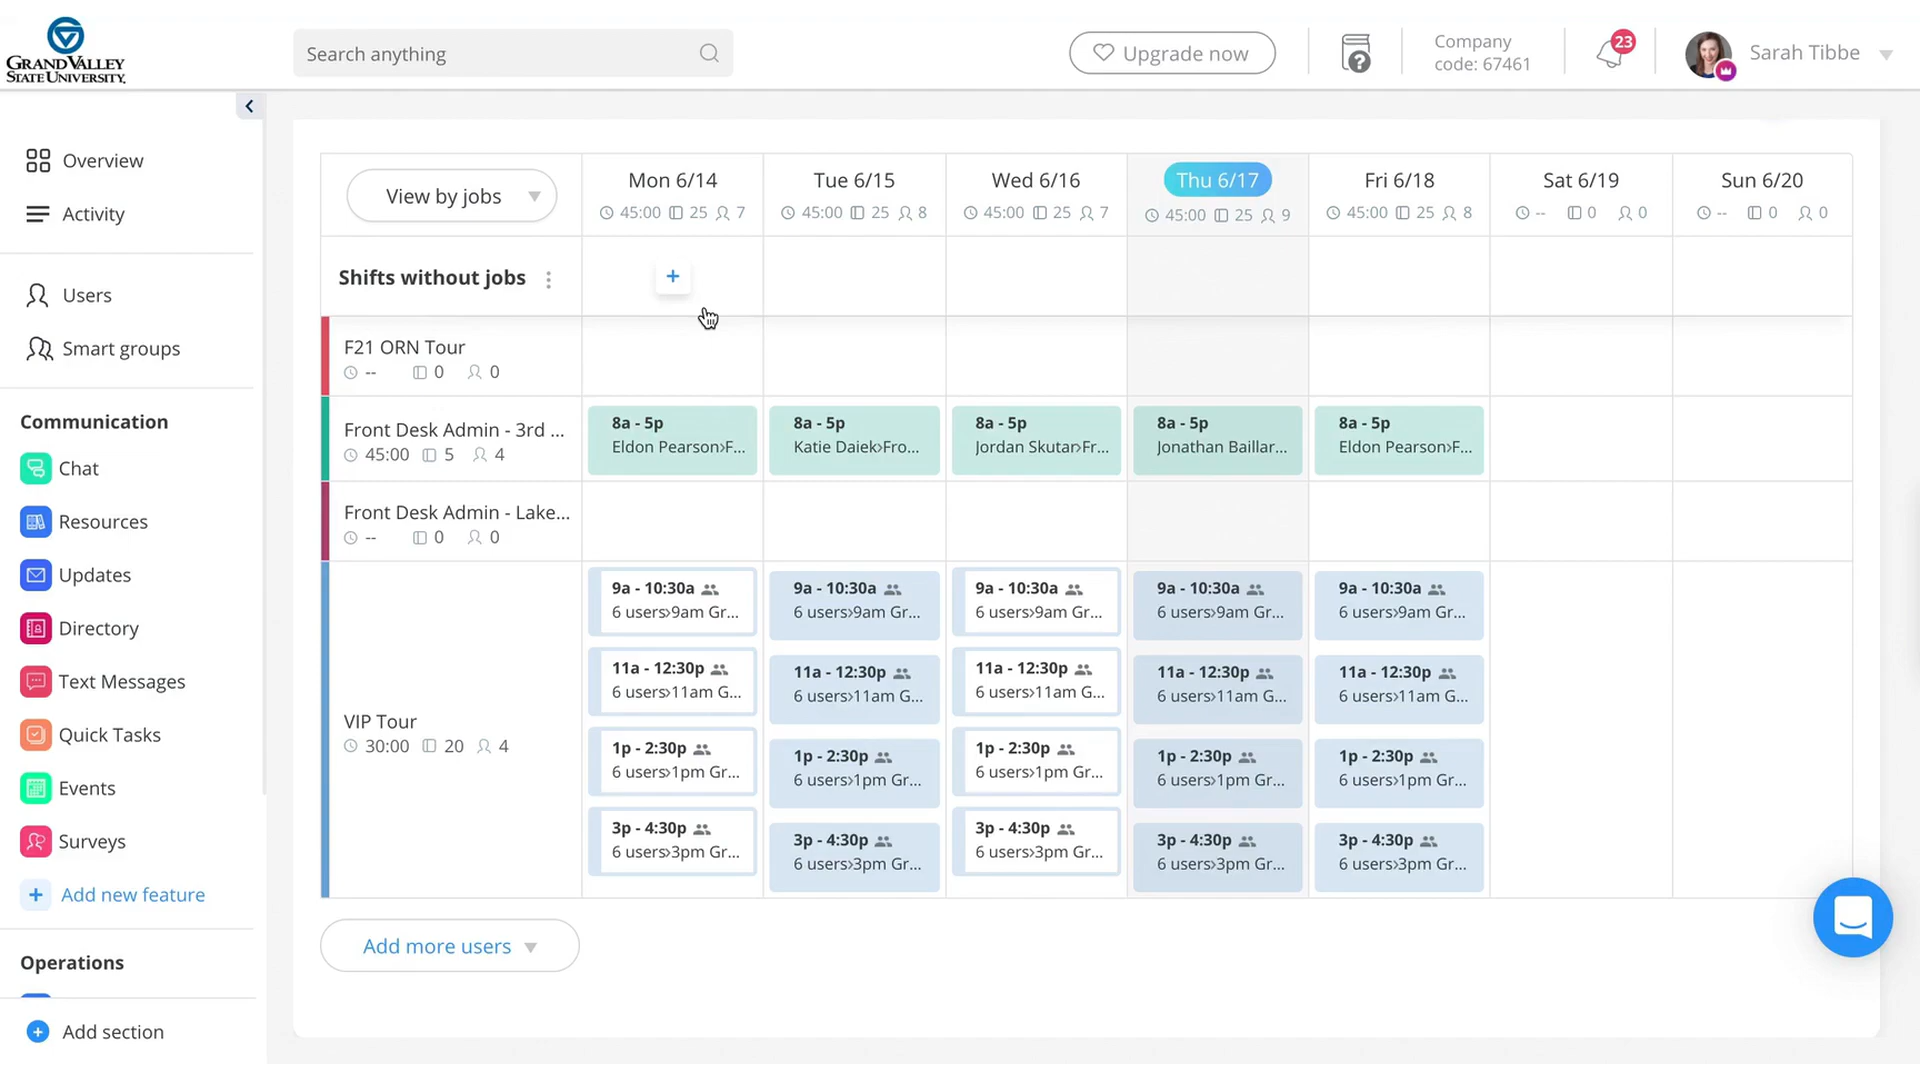 GRAND VALLEY
STATE UNIVERSITY.
Search anything
Upgrade now
Company
code: 67461
23
Sarah Tibbe
Overview
Activity
Users
Smart groups
Communication
Chat
Resources
Updates
Directory
Text Messages
Quick Tasks
Events
Surveys
+ Add new feature
Operations
+ Add section
View by jobs
Mon 6/14
45:00 25 7
Tue 6/15
45:00 25 8
Wed 6/16
45:00 25 7
Thu 6/17
45:00 25 9
Fri 6/18
45:00 25 8
Sat 6/19
-- 0 0
Sun 6/20
-- 0 0
Shifts without jobs
+
F21 ORN Tour
-- 0 0
Front Desk Admin - 3rd ...
45:00 5 4
8a - 5p
Eldon Pearson›F...
8a - 5p
Katie Daiek›Fro...
8a - 5p
Jordan Skutar›Fr...
8a - 5p
Jonathan Baillar...
8a - 5p
Eldon Pearson›F...
Front Desk Admin - Lake...
-- 0 0
VIP Tour
30:00 20 4
9a - 10:30a
6 users›9am Gr...
11a - 12:30p
6 users›11am G...
1p - 2:30p
6 users›1pm Gr...
3p - 4:30p
6 users›3pm Gr...
9a - 10:30a
6 users›9am Gr...
11a - 12:30p
6 users›11am G...
1p - 2:30p
6 users›1pm Gr...
3p - 4:30p
6 users›3pm Gr...
9a - 10:30a
6 users›9am Gr...
11a - 12:30p
6 users›11am G...
1p - 2:30p
6 users›1pm Gr...
3p - 4:30p
6 users›3pm Gr...
9a - 10:30a
6 users›9am Gr...
11a - 12:30p
6 users›11am G...
1p - 2:30p
6 users›1pm Gr...
3p - 4:30p
6 users›3pm Gr...
9a - 10:30a
6 users›9am Gr...
11a - 12:30p
6 users›11am G...
1p - 2:30p
6 users›1pm Gr...
3p - 4:30p
6 users›3pm Gr...
Add more users